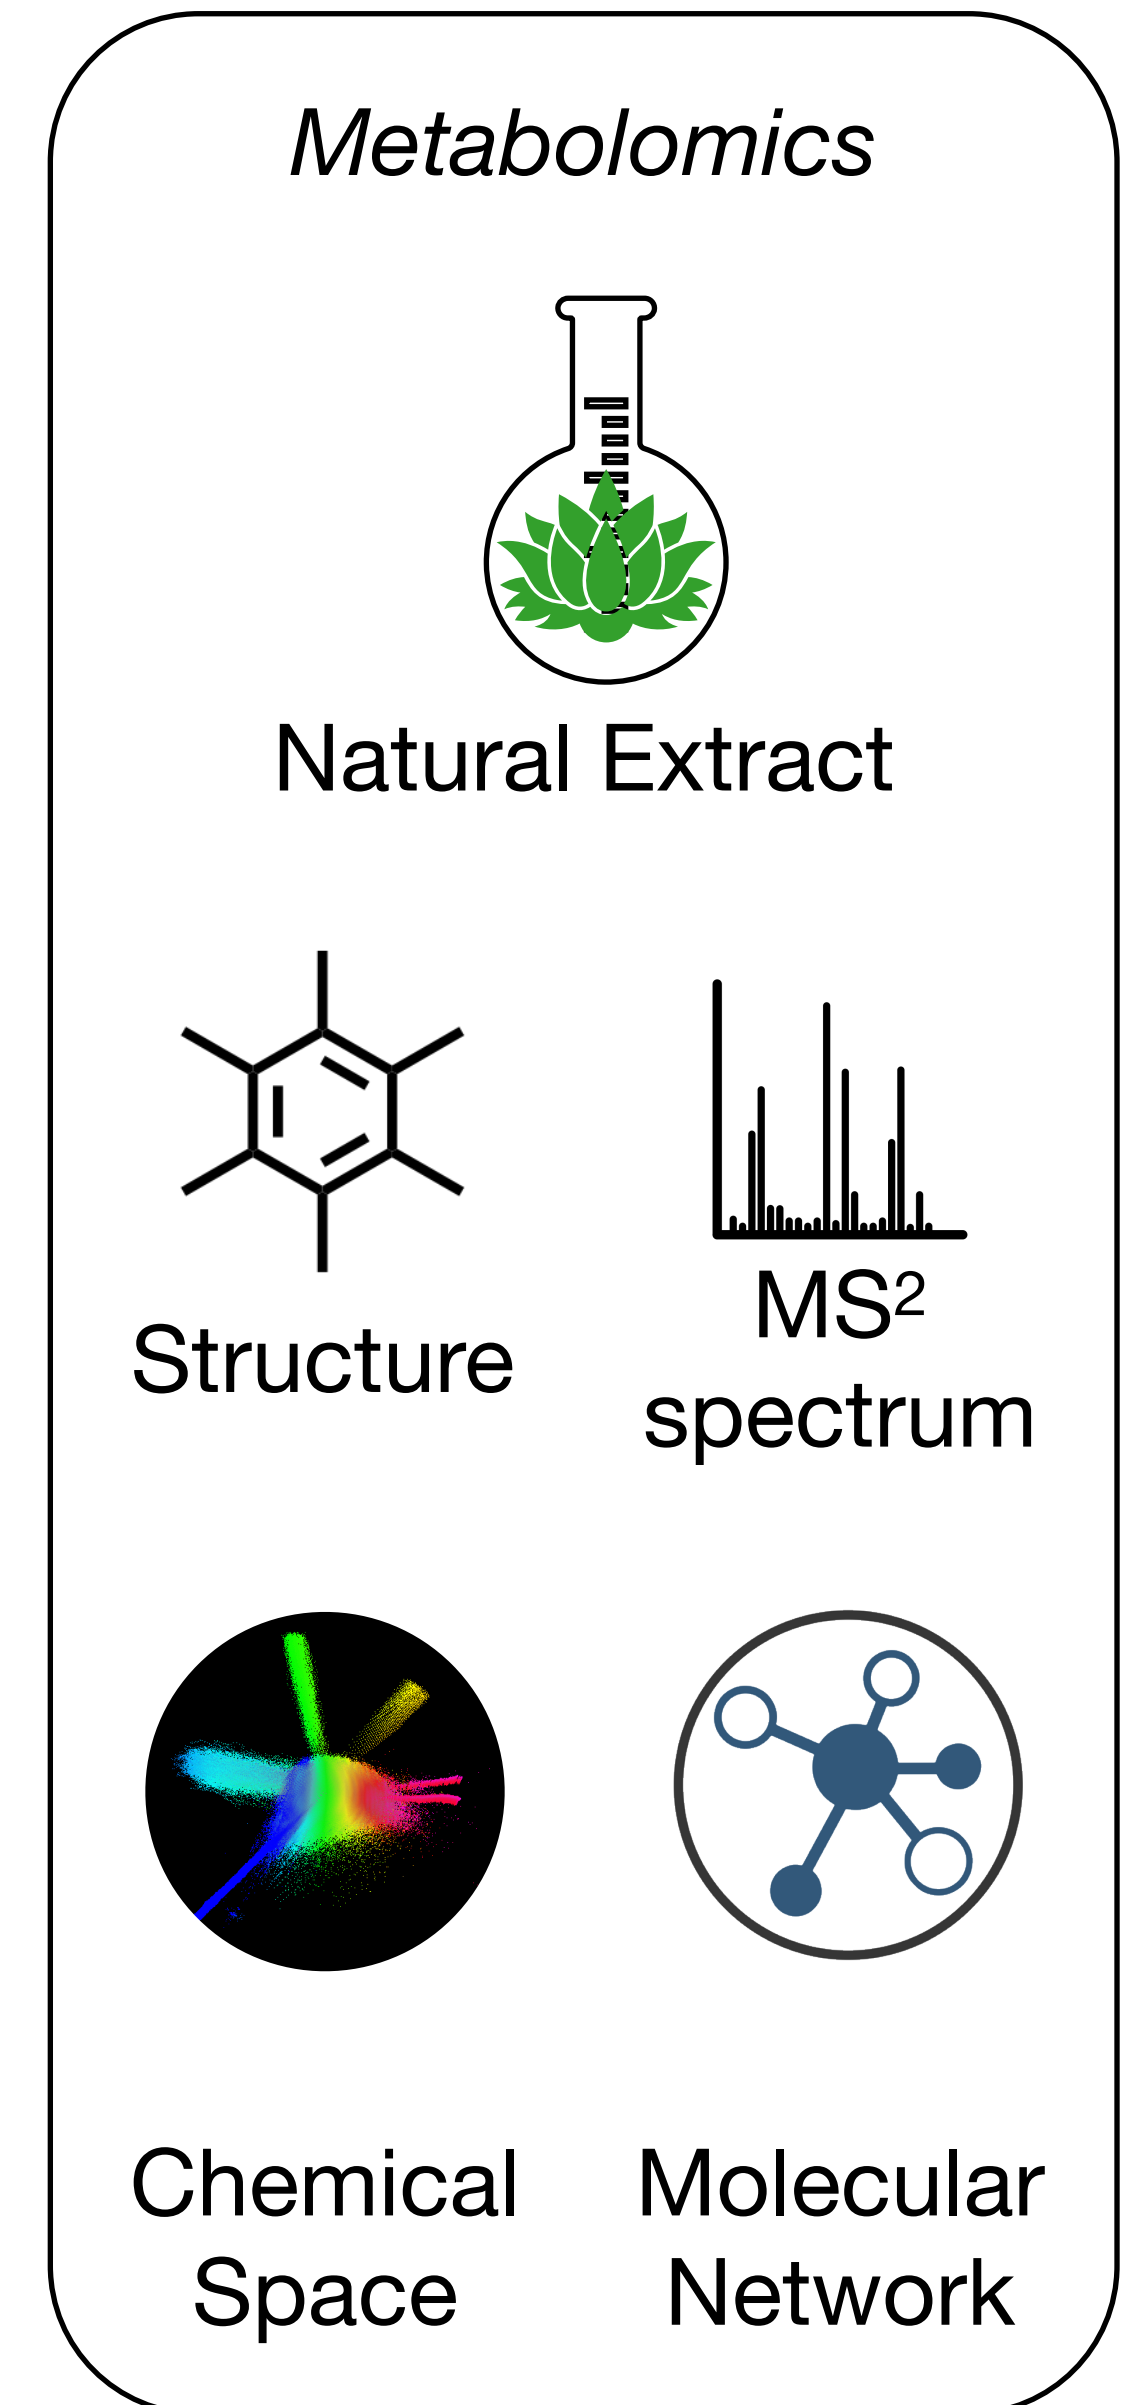 Metabolomics
Natural Extract
Structure
MS²
spectrum
Chemical
Space
Molecular
Network